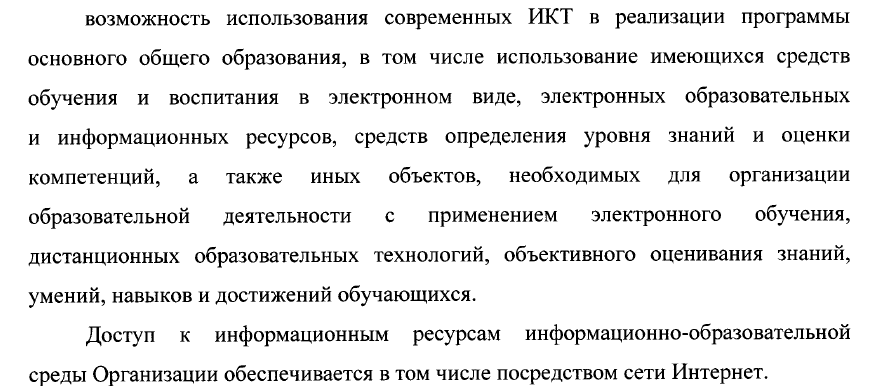 возможность использования современных ИКТ в реализации программы
основного общего образования, в том числе использование имеющихся средств
обучения и воспитания в электронном виде, электронных образовательных
и информационных ресурсов, средств определения уровня знаний и оценки
компетенций, а также иных объектов, необходимых для организации
образовательной деятельности с применением электронного обучения,
дистанционных образовательных технологий, объективного оценивания знаний,
умений, навыков и достижений обучающихся.
Доступ к информационным ресурсам информационно-образовательной
среды Организации обеспечивается в том числе посредством сети Интернет.